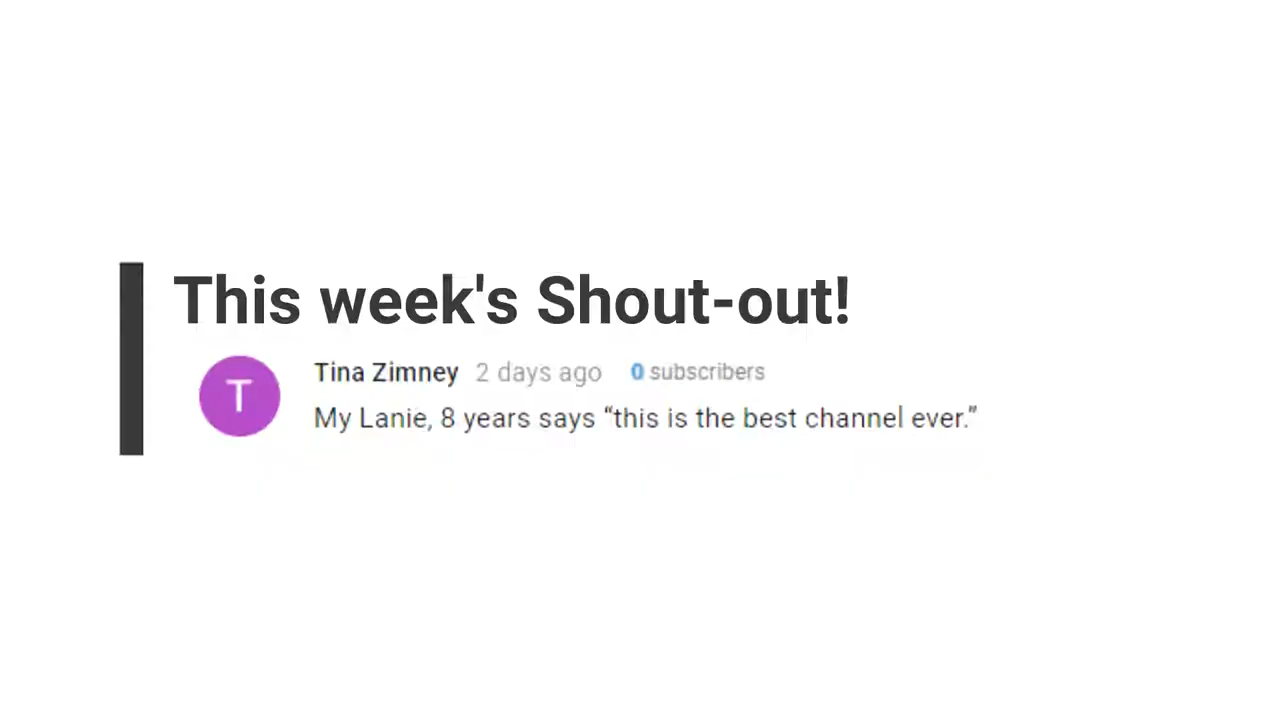 This week's Shout-out!
T
Tina Zimney 2 days ago 0 subscribers
My Lanie, 8 years says “this is the best channel ever.”